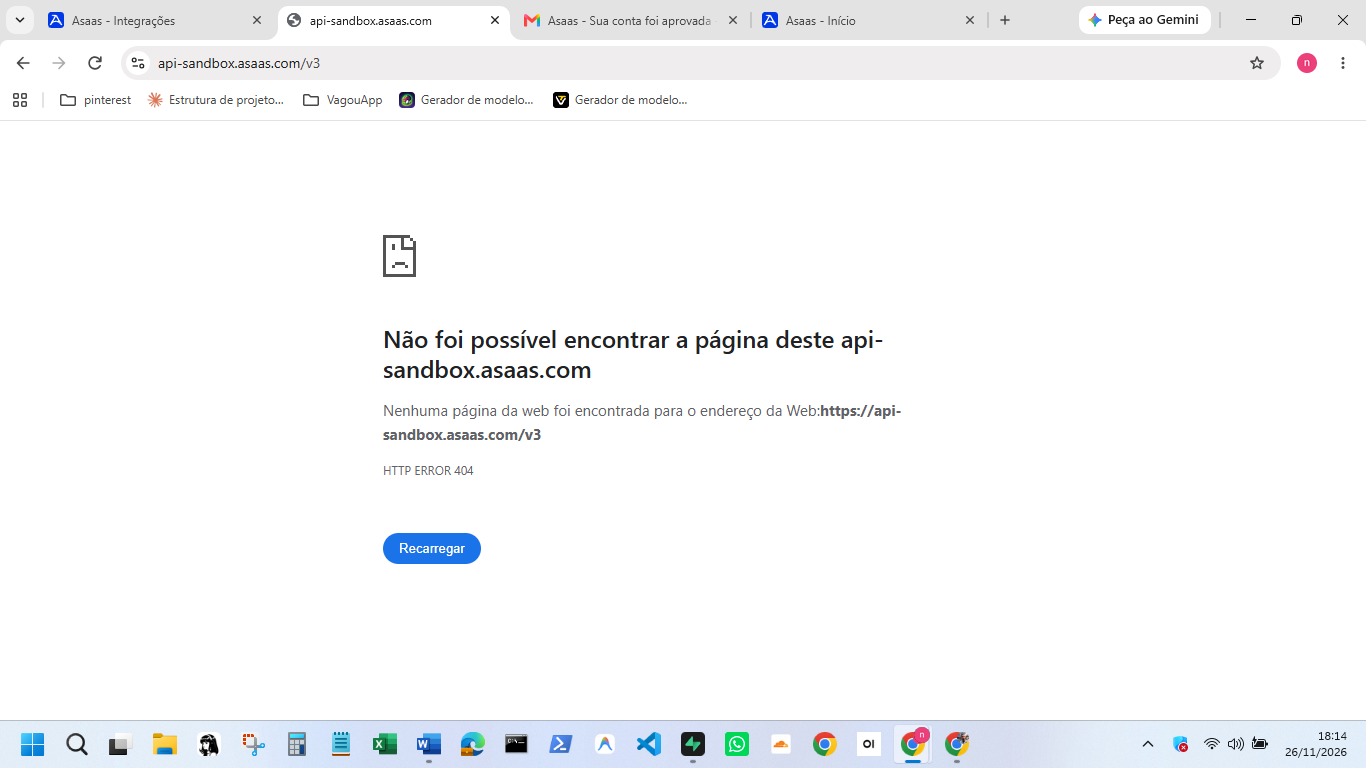 Asaas - Integrações
api-sandbox.asaas.com
Asaas - Sua conta foi aprovada
Asaas - Início
Peça ao Gemini
api-sandbox.asaas.com/v3
n
pinterest
Estrutura de projeto...
VagouApp
Gerador de modelo...
Gerador de modelo...
Não foi possível encontrar a página deste api-
sandbox.asaas.com
Nenhuma página da web foi encontrada para o endereço da Web:https://api-
sandbox.asaas.com/v3
HTTP ERROR 404
Recarregar
OI
n
18:14
26/11/2026